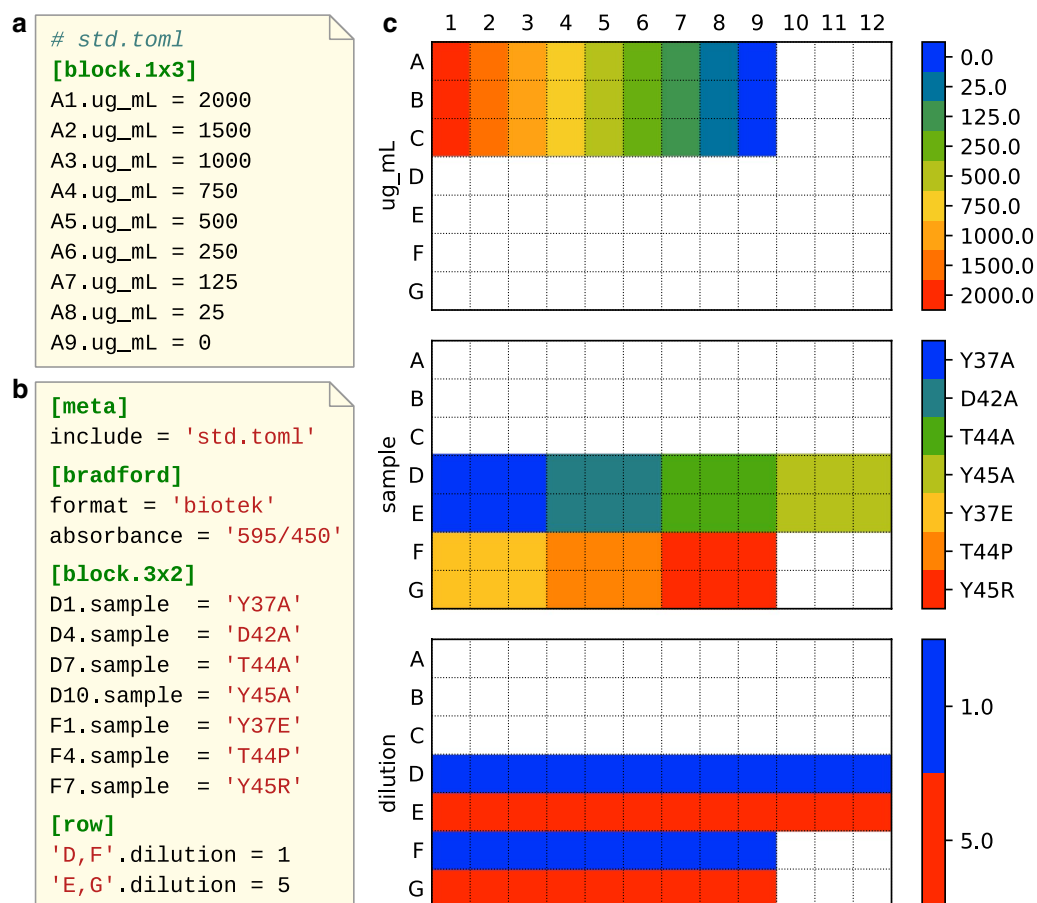 a
# std.toml
[block.1x3]
A1.ug_mL = 2000
A2.ug_mL = 1500
A3.ug_mL = 1000
A4.ug_mL = 750
A5.ug_mL = 500
A6.ug_mL = 250
A7.ug_mL = 125
A8.ug_mL = 25
A9.ug_mL = 0
b
[meta]
include = 'std.toml'
[bradford]
format = 'biotek'
absorbance = '595/450'
[block.3x2]
D1.sample  = 'Y37A'
D4.sample  = 'D42A'
D7.sample  = 'T44A'
D10.sample = 'Y45A'
F1.sample  = 'Y37E'
F4.sample  = 'T44P'
F7.sample  = 'Y45R'
[row]
'D,F'.dilution = 1
'E,G'.dilution = 5
c
1 2 3 4 5 6 7 8 9 10 11 12
ug_mL
A
B
C
D
E
F
G
0.0
25.0
125.0
250.0
500.0
750.0
1000.0
1500.0
2000.0
sample
A
B
C
D
E
F
G
Y37A
D42A
T44A
Y45A
Y37E
T44P
Y45R
dilution
A
B
C
D
E
F
G
1.0
5.0